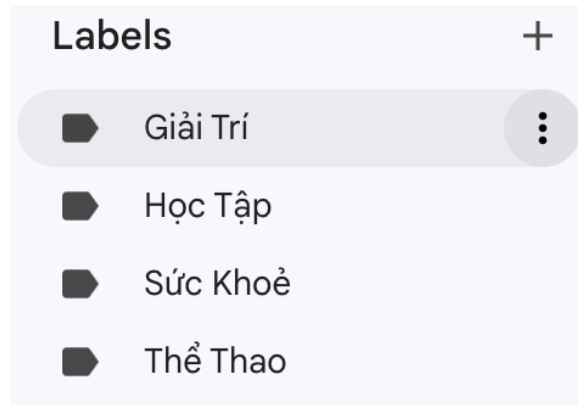 Labels
Giải Trí
Học Tập
Sức Khoẻ
Thể Thao